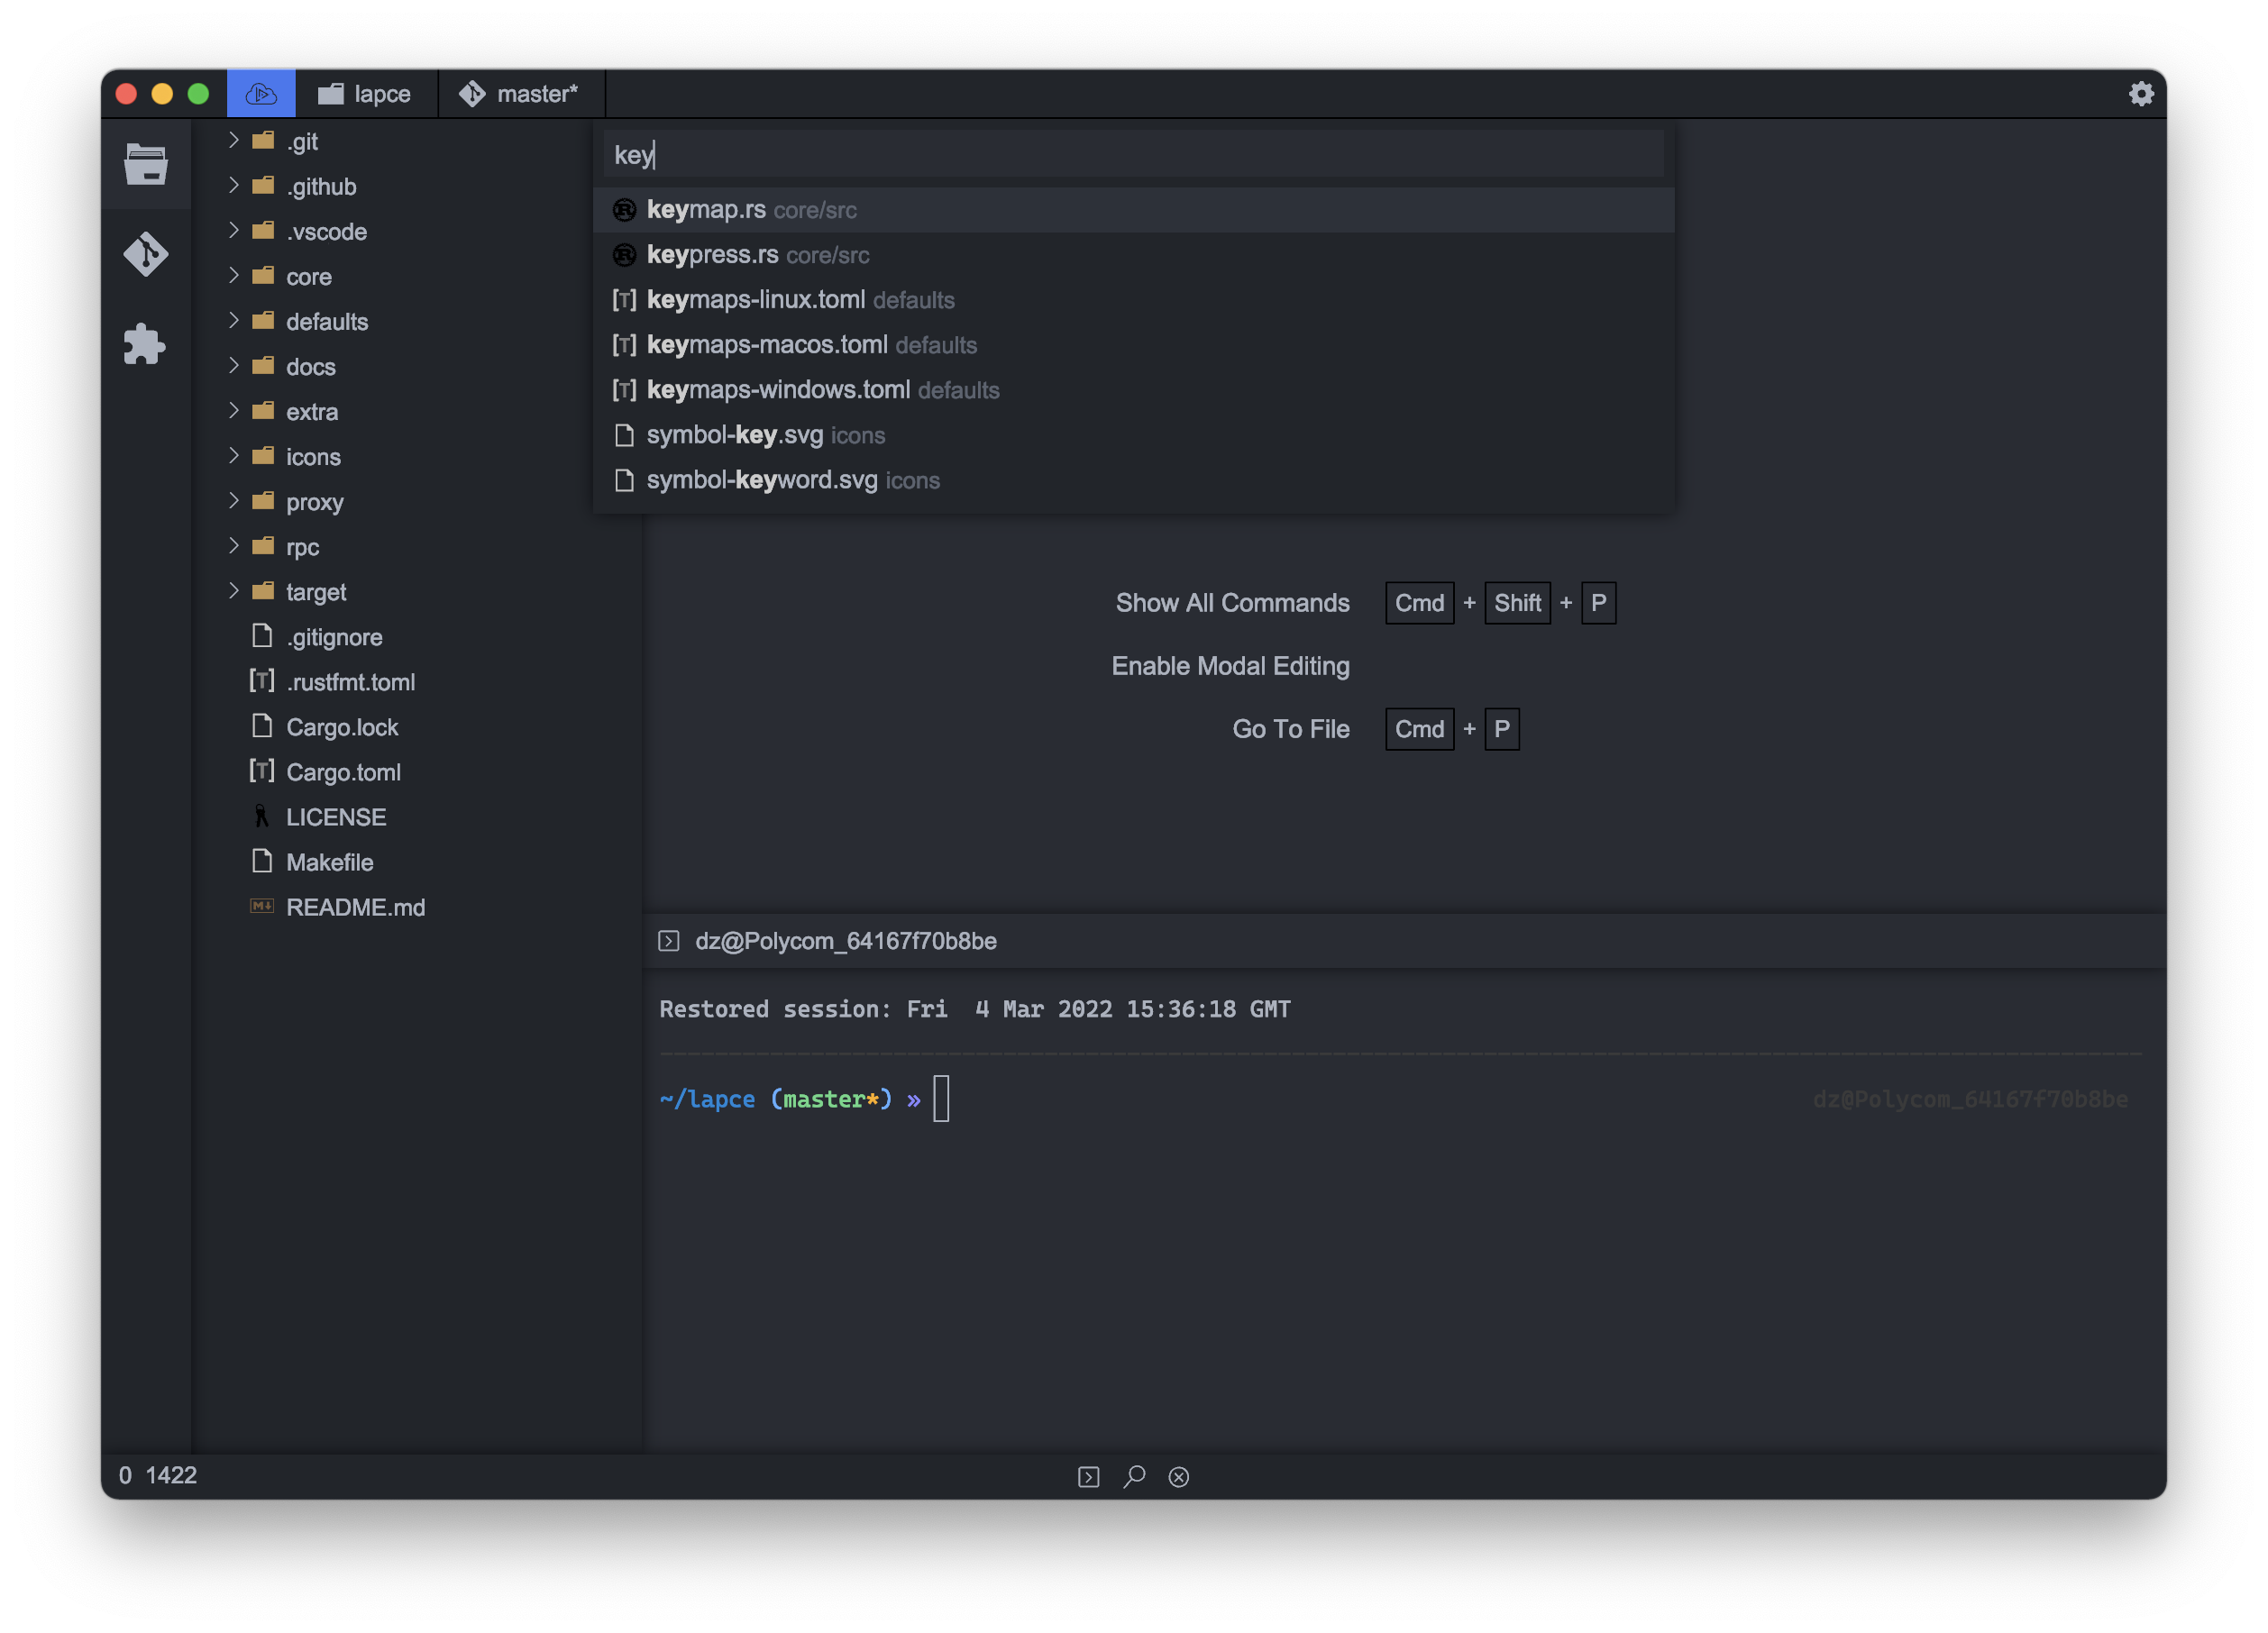 lapce master*
.git
.github
.vscode
core
defaults
docs
extra
icons
proxy
rpc
target
.gitignore
[T] .rustfmt.toml
Cargo.lock
[T] Cargo.toml
LICENSE
Makefile
M↓ README.md
key
keymap.rs core/src
keypress.rs core/src
[T] keymaps-linux.toml defaults
[T] keymaps-macos.toml defaults
[T] keymaps-windows.toml defaults
symbol-key.svg icons
symbol-keyword.svg icons
Show All Commands Cmd + Shift + P
Enable Modal Editing
Go To File Cmd + P
dz@Polycom_64167f70b8be
Restored session: Fri  4 Mar 2022 15:36:18 GMT
~/lapce (master*) » dz@Polycom_64167f70b8be
0 1422